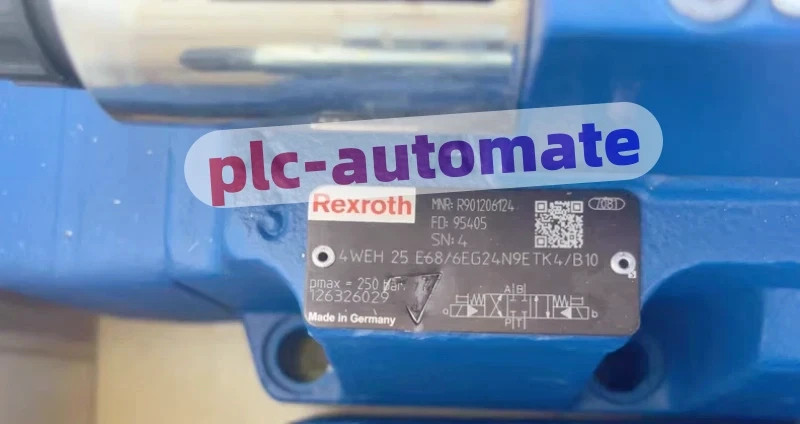 plc-automate
Rexroth
MNR: R901206124
7081
FD: 95405
SN: 4
4WEH 25 E68/6EG24N9ETK4/B10
pmax = 250 bar
126326029
Made in Germany
A B
a b
P T